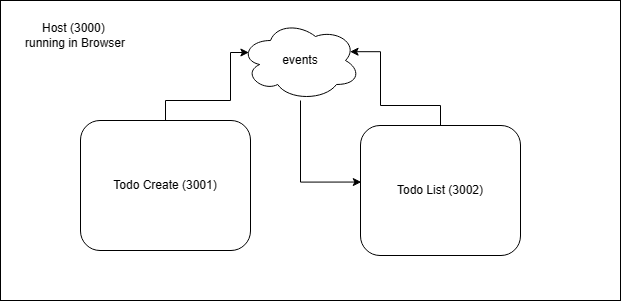 Host (3000)
running in Browser
events
Todo Create (3001)
Todo List (3002)